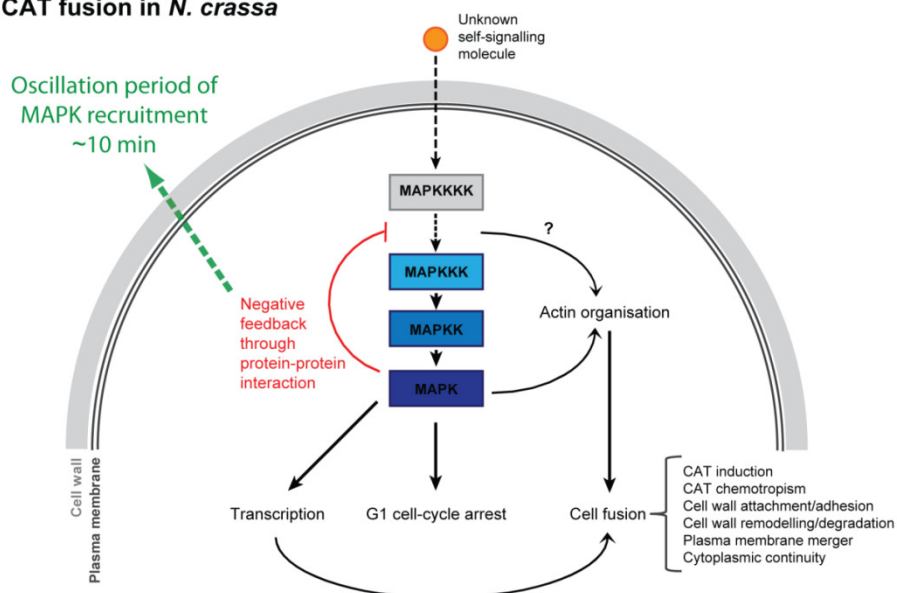 CAT fusion in N. crassa
Unknown
self-signalling
molecule
Oscillation period of
MAPK recruitment
~10 min
MAPKKKK
?
MAPKKK
Negative
feedback
through
protein-protein
interaction
Actin organisation
MAPKK
MAPK
Cell wall
Plasma membrane
Transcription
G1 cell-cycle arrest
Cell fusion
CAT induction
CAT chemotropism
Cell wall attachment/adhesion
Cell wall remodelling/degradation
Plasma membrane merger
Cytoplasmic continuity